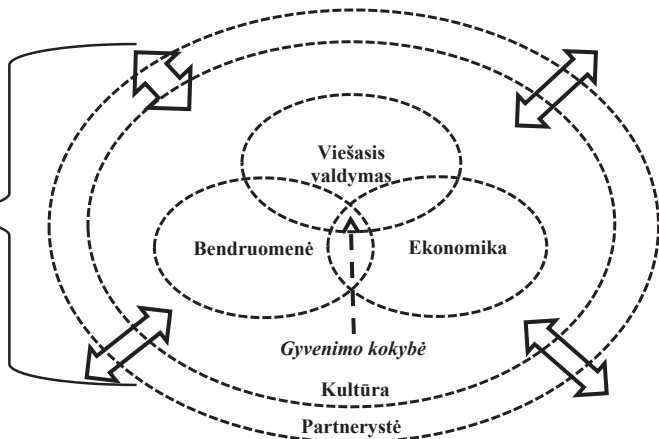 Viešasis
valdymas
Bendruomenė
Ekonomika
Gyvenimo kokybė
Kultūra
Partnerystė